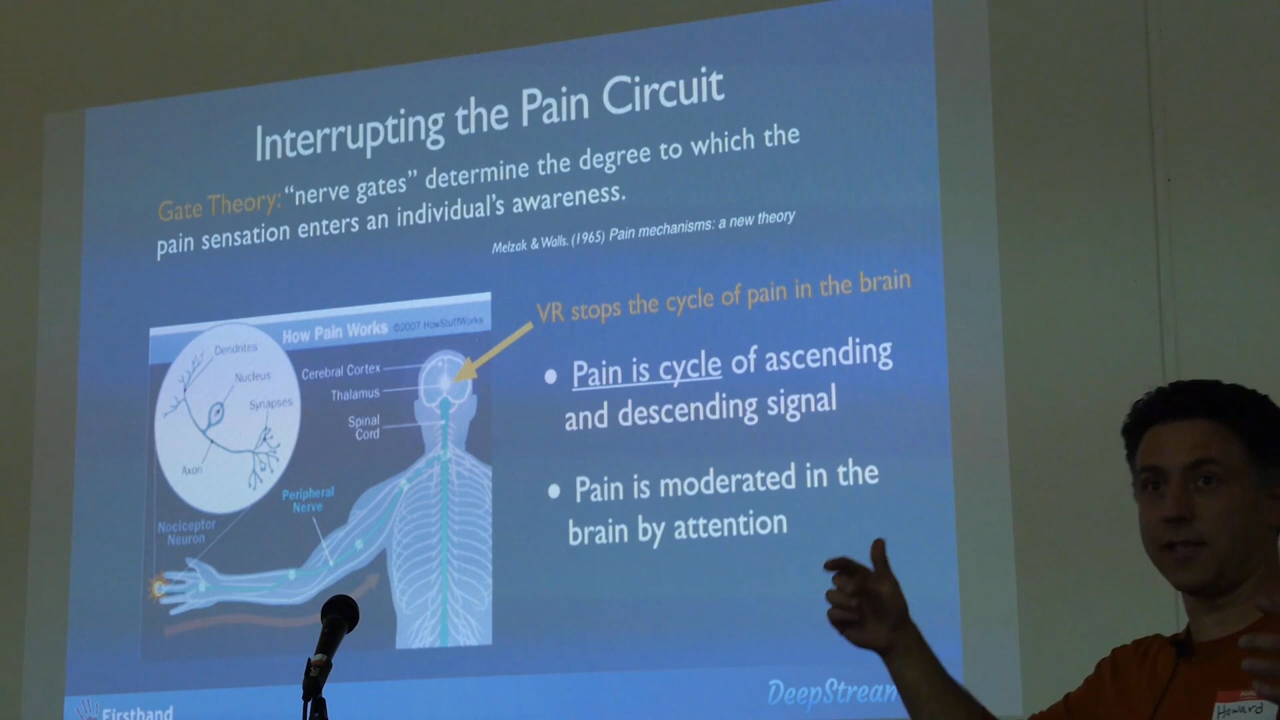 Interrupting the Pain Circuit
Gate Theory: “nerve gates” determine the degree to which the
pain sensation enters an individual’s awareness.
Melzak & Walls. (1965) Pain mechanisms: a new theory
VR stops the cycle of pain in the brain
• Pain is cycle of ascending
and descending signal
• Pain is moderated in the
brain by attention
How Pain Works ©2007 HowStuffWorks
Dendrites
Nucleus
Synapses
Axon
Cerebral Cortex
Thalamus
Spinal
Cord
Peripheral
Nerve
Nociceptor
Neuron
Firsthand
DeepStream
Howard